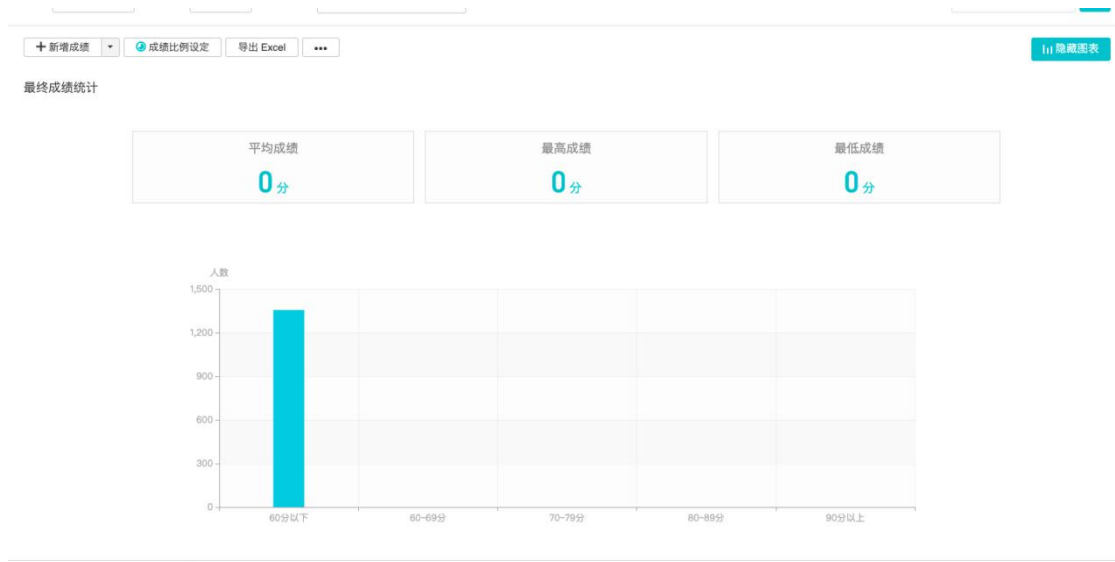 新增成绩 成绩比例设定 导出 Excel ••• 隐藏图表
最终成绩统计
平均成绩 最高成绩 最低成绩
0分 0分 0分
人数
1,500
1,200
900
600
300
0
60分以下 60-69分 70-79分 80-89分 90分以上